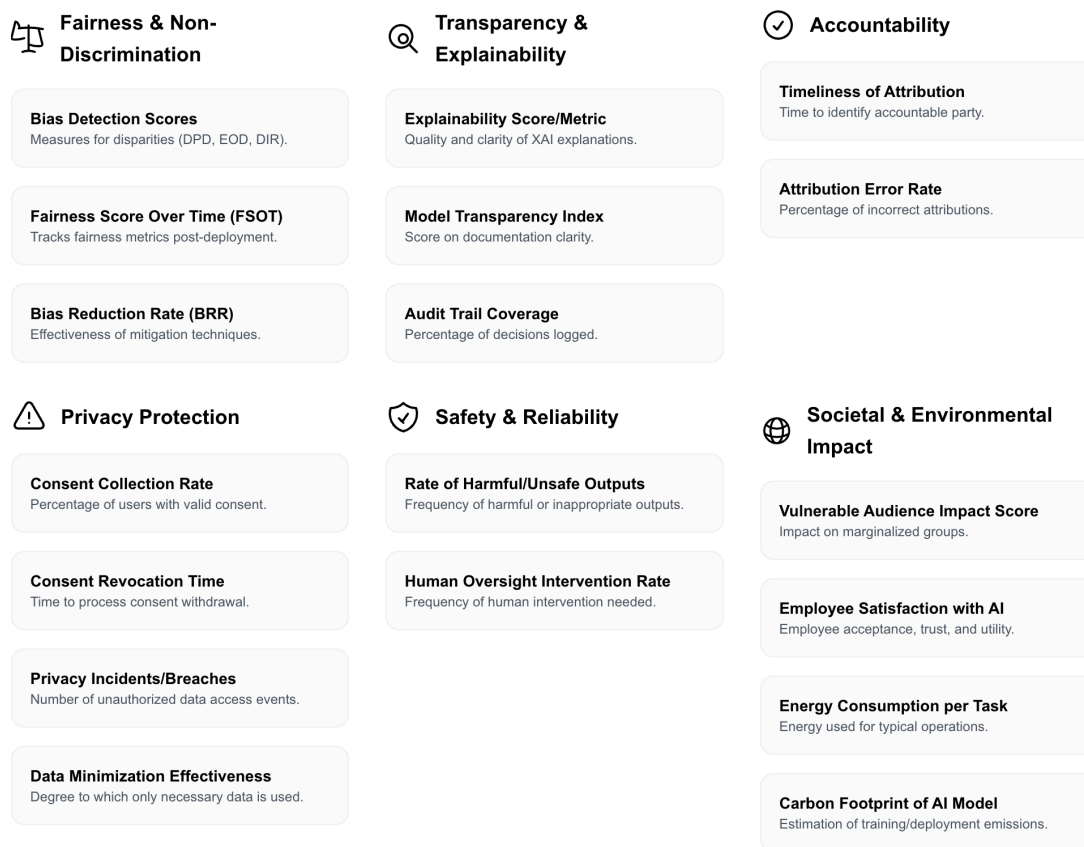 Fairness & Non-
Discrimination
Bias Detection Scores
Measures for disparities (DPD, EOD, DIR).
Fairness Score Over Time (FSOT)
Tracks fairness metrics post-deployment.
Bias Reduction Rate (BRR)
Effectiveness of mitigation techniques.
Transparency &
Explainability
Explainability Score/Metric
Quality and clarity of XAI explanations.
Model Transparency Index
Score on documentation clarity.
Audit Trail Coverage
Percentage of decisions logged.
Accountability
Timeliness of Attribution
Time to identify accountable party.
Attribution Error Rate
Percentage of incorrect attributions.
Privacy Protection
Consent Collection Rate
Percentage of users with valid consent.
Consent Revocation Time
Time to process consent withdrawal.
Privacy Incidents/Breaches
Number of unauthorized data access events.
Data Minimization Effectiveness
Degree to which only necessary data is used.
Safety & Reliability
Rate of Harmful/Unsafe Outputs
Frequency of harmful or inappropriate outputs.
Human Oversight Intervention Rate
Frequency of human intervention needed.
Societal & Environmental
Impact
Vulnerable Audience Impact Score
Impact on marginalized groups.
Employee Satisfaction with AI
Employee acceptance, trust, and utility.
Energy Consumption per Task
Energy used for typical operations.
Carbon Footprint of AI Model
Estimation of training/deployment emissions.